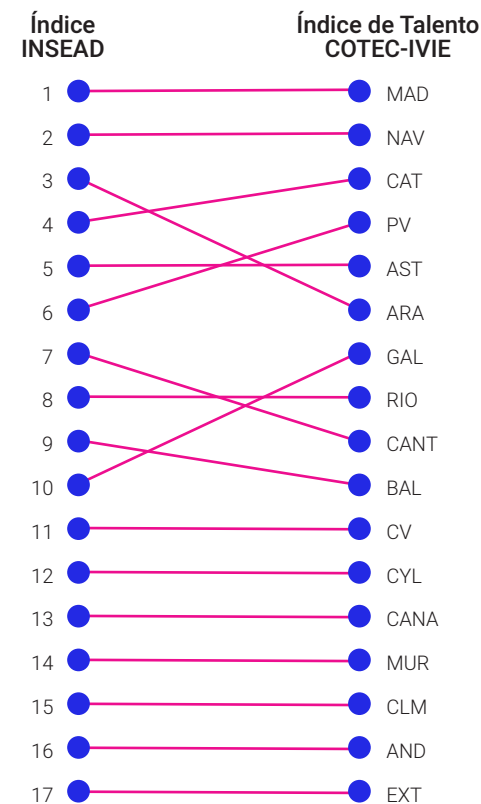 Índice
INSEAD
Índice de Talento
COTEC-IVIE
1 MAD
2 NAV
3 CAT
4 PV
5 AST
6 ARA
7 GAL
8 RIO
9 CANT
10 BAL
11 CV
12 CYL
13 CANA
14 MUR
15 CLM
16 AND
17 EXT